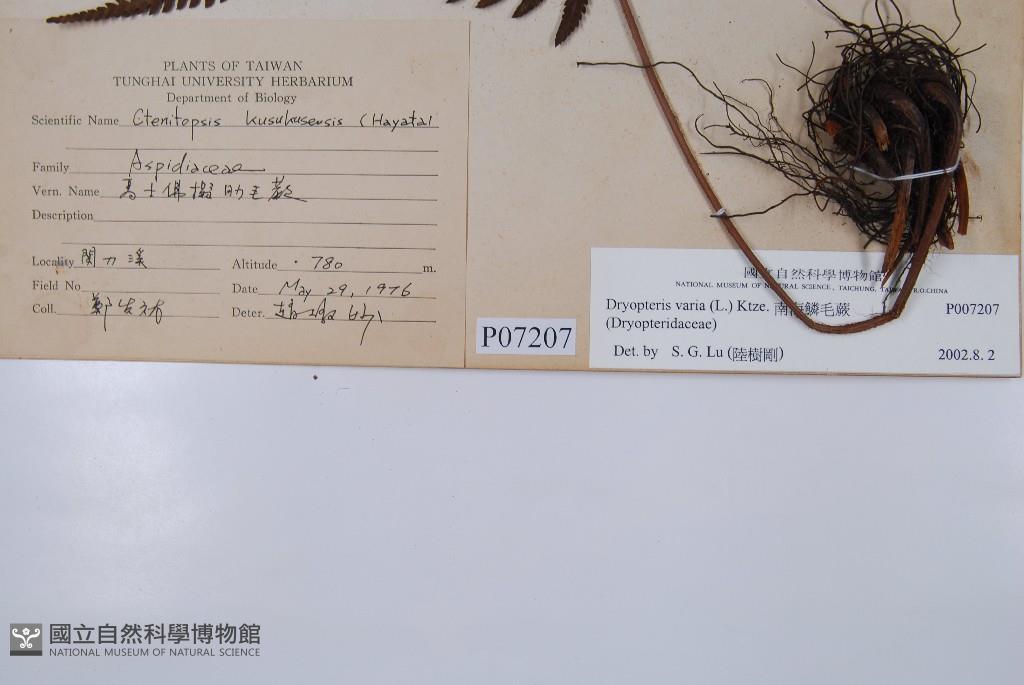 PLANTS OF TAIWAN
TUNGHAI UNIVERSITY HERBARIUM
Department of Biology
Scientific Name Ctenitopsis kusukusensis (Hayata)
Family Aspidiaceae
Vern. Name 高士佛擬肋毛蕨
Description
Locality 関刀溪
Altitude 780 m.
Field No
Date May 29, 1976
Coll.
Deter.
P07207
國立自然科學博物館
NATIONAL MUSEUM OF NATURAL SCIENCE, TAICHUNG, TAIWAN, R.O.CHINA
Dryopteris varia (L.) Ktze. 南海鱗毛蕨 P007207
(Dryopteridaceae)
Det. by S. G. Lu (陸樹剛) 2002.8.2
國立自然科學博物館
NATIONAL MUSEUM OF NATURAL SCIENCE